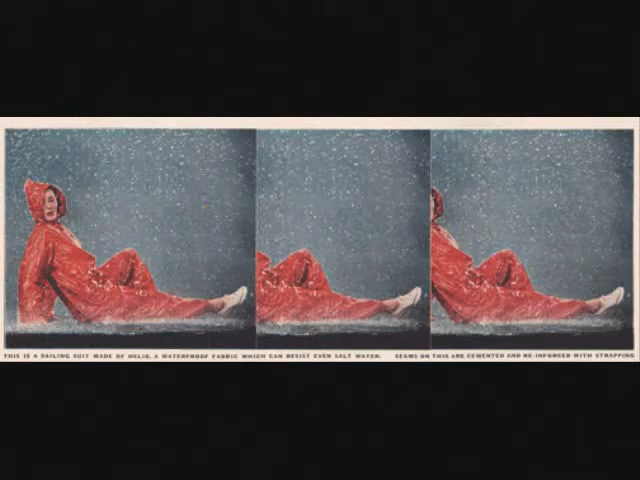 THIS IS A SAILING SUIT MADE OF HELIO, A WATERPROOF FABRIC WHICH CAN RESIST EVEN SALT WATER. SEAMS ON THIS ARE CEMENTED AND RE-INFORCED WITH STRAPPING